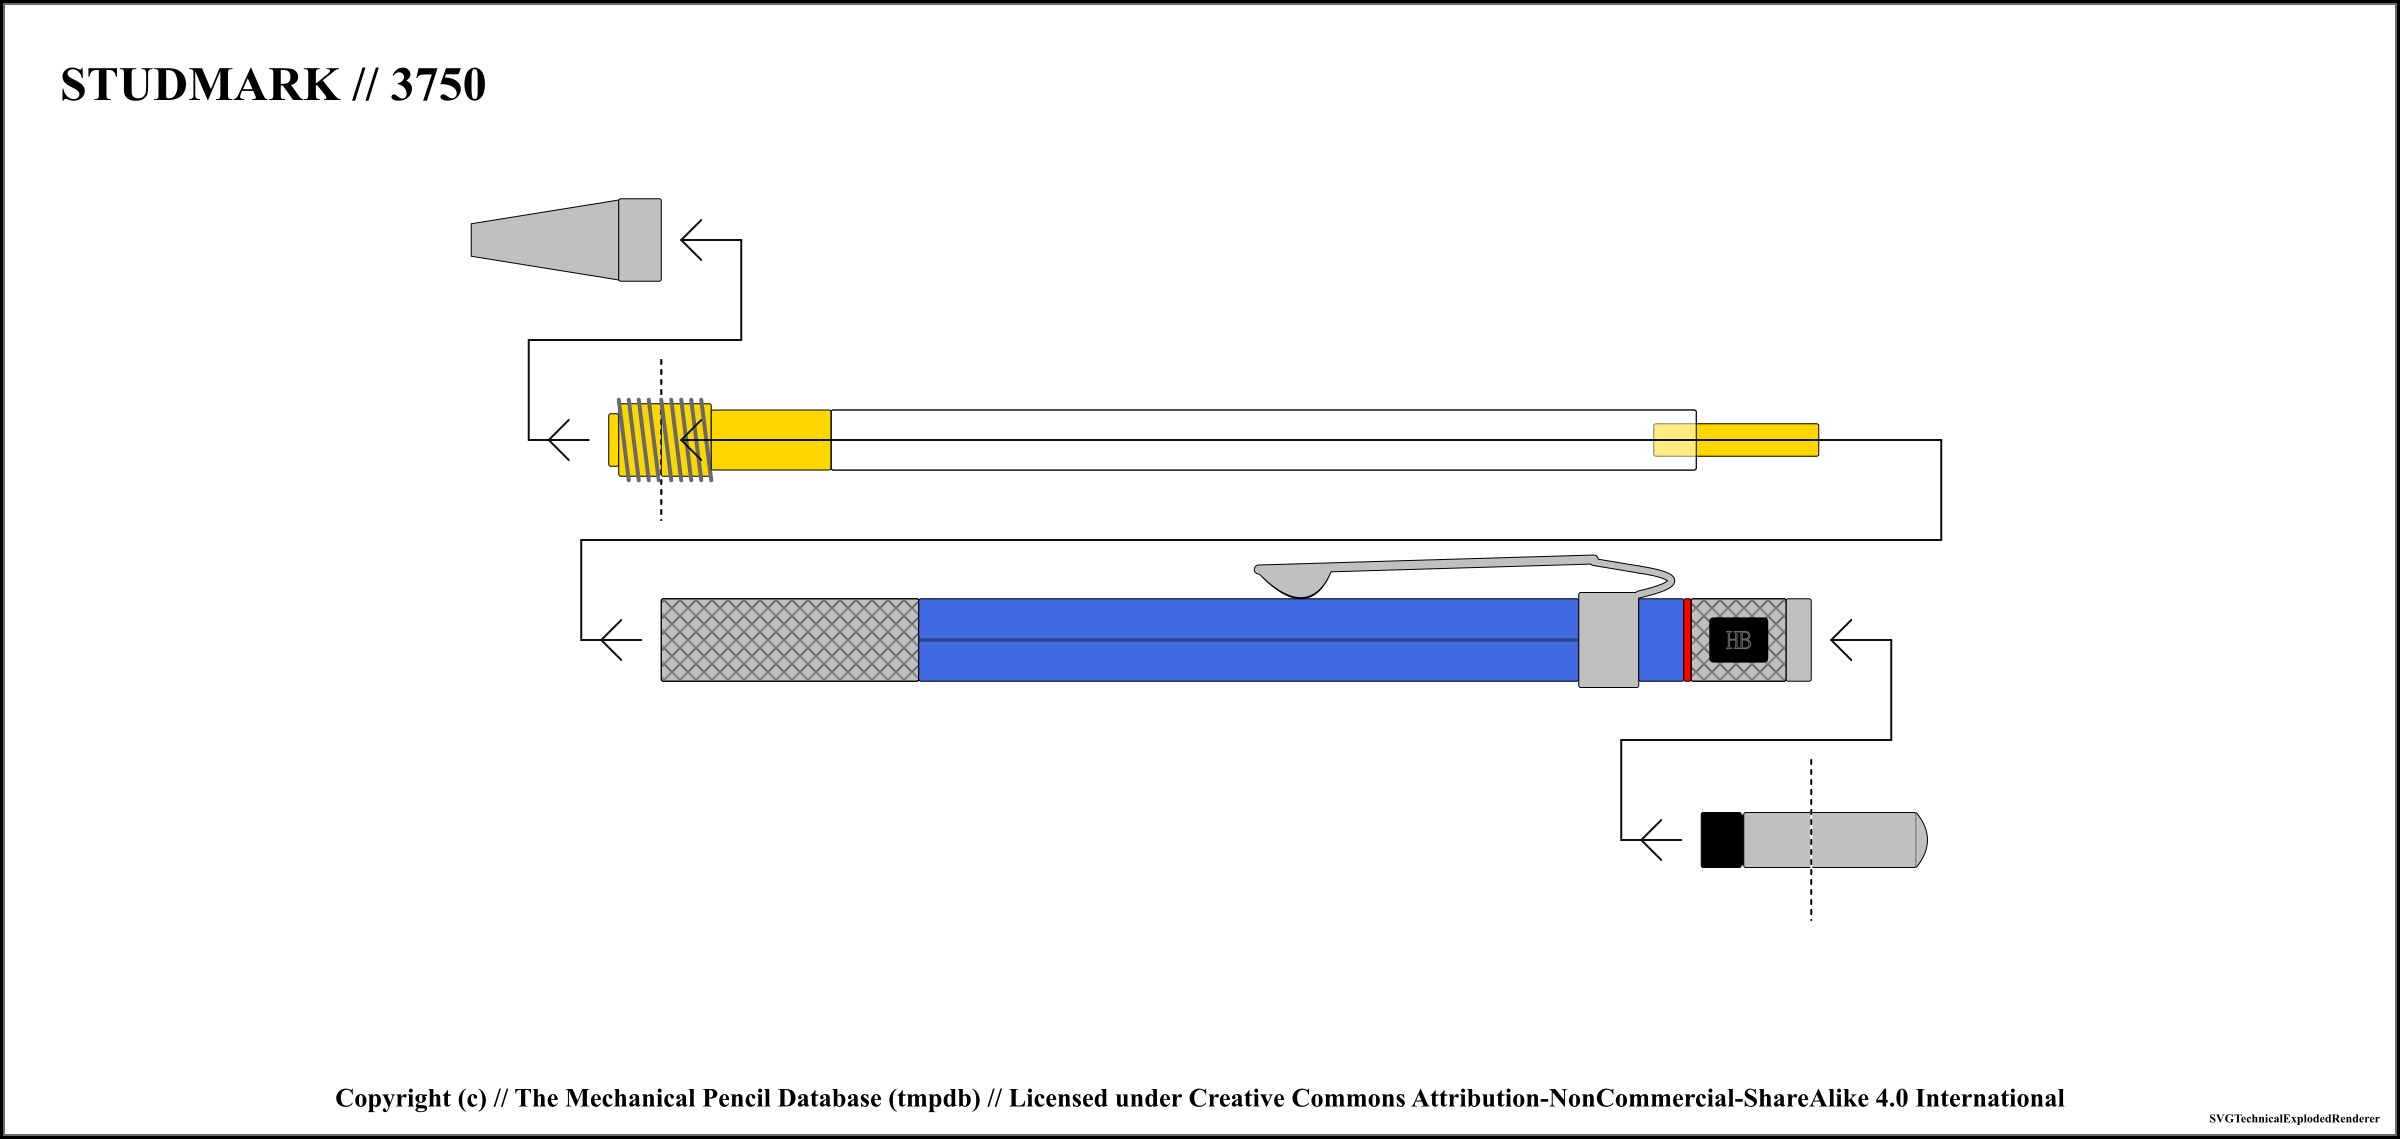 STUDMARK // 3750
HB
Copyright (c) // The Mechanical Pencil Database (tmpdb) // Licensed under Creative Commons Attribution-NonCommercial-ShareAlike 4.0 International
SVGTechnicalExplodedRenderer